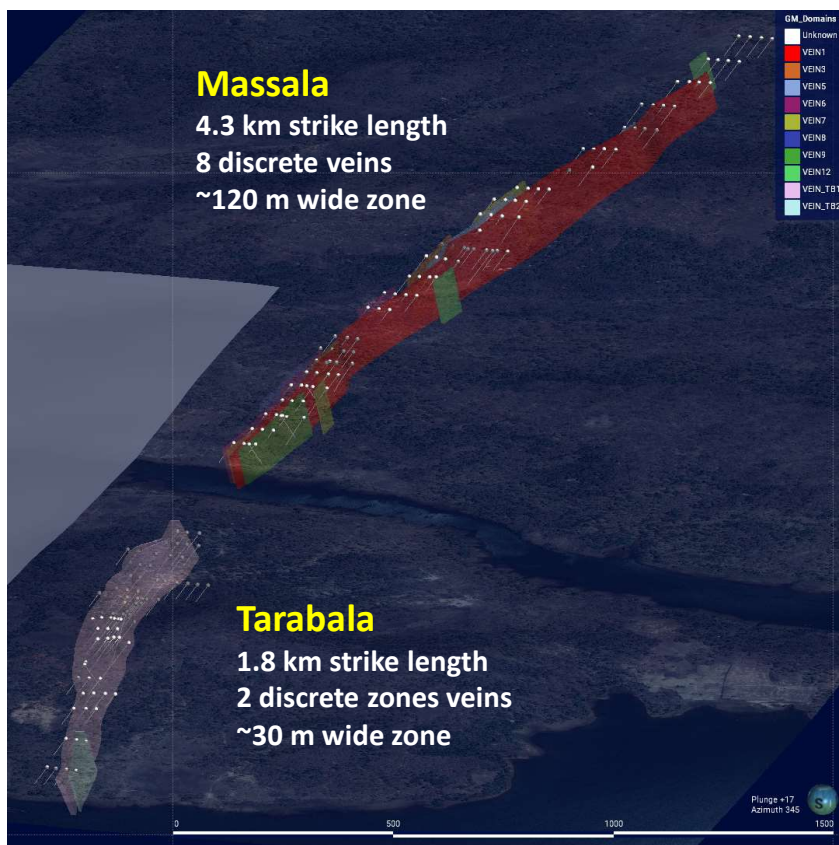 Massala
4.3 km strike length
8 discrete veins
~120 m wide zone
GM_Domains
Unknown
VEIN1
VEIN3
VEIN5
VEIN6
VEIN7
VEIN8
VEIN9
VEIN12
VEIN_TB1
VEIN_TB2
Tarabala
1.8 km strike length
2 discrete zones veins
~30 m wide zone
Plunge +17
Azimuth 345
0
500
1000
1500